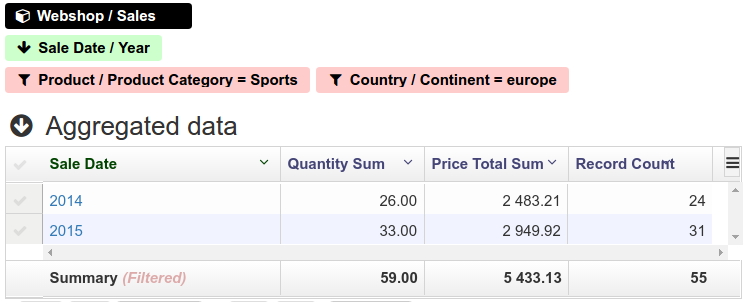 Webshop / Sales
Sale Date / Year
Product / Product Category = Sports Country / Continent = europe
Aggregated data
Sale Date Quantity Sum Price Total Sum Record Count
2014 26.00 2 483.21 24
2015 33.00 2 949.92 31
Summary (Filtered) 59.00 5 433.13 55